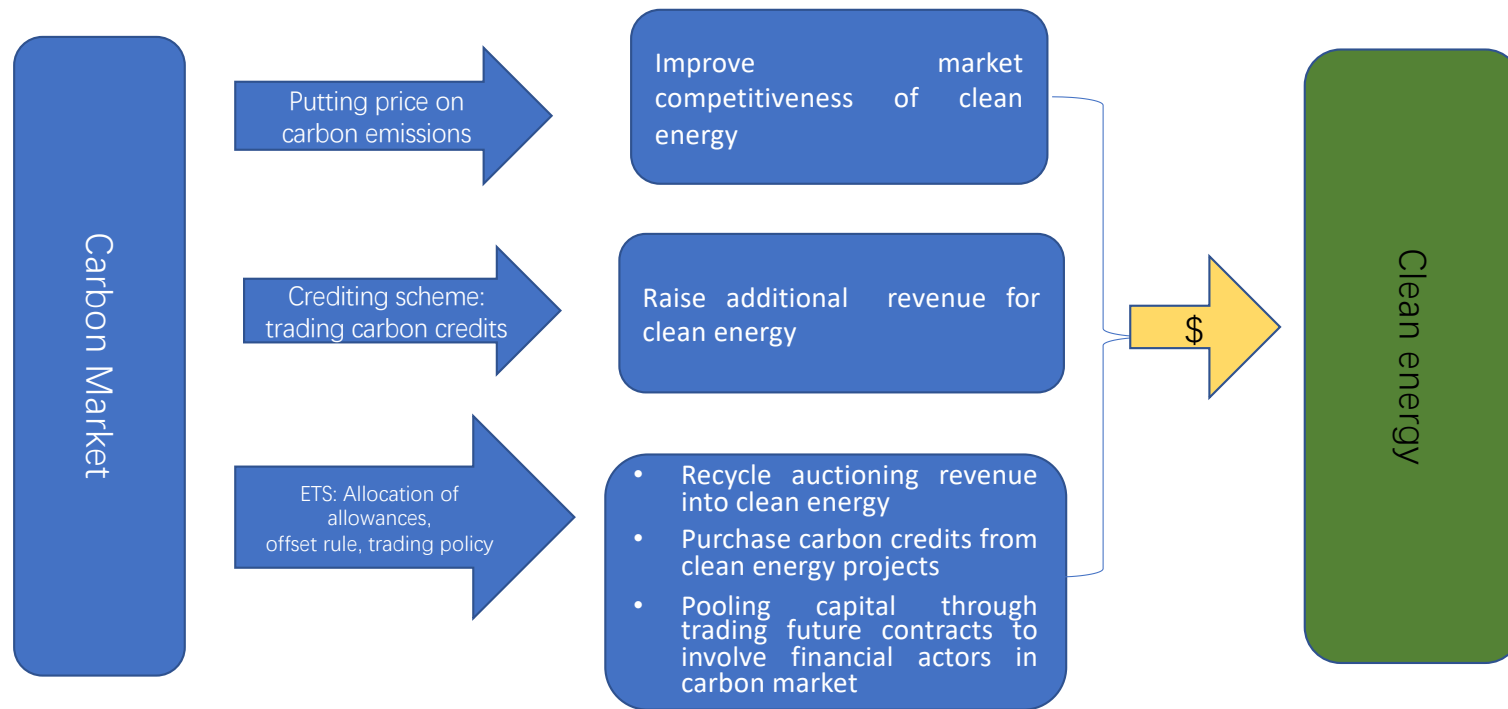 Carbon Market
Putting price on
carbon emissions
Improve market
competitiveness of clean
energy
Crediting scheme:
trading carbon credits
Raise additional revenue for
clean energy
ETS: Allocation of
allowances,
offset rule, trading policy
• Recycle auctioning revenue
into clean energy
• Purchase carbon credits from
clean energy projects
• Pooling capital through
trading future contracts to
involve financial actors in
carbon market
$
Clean energy